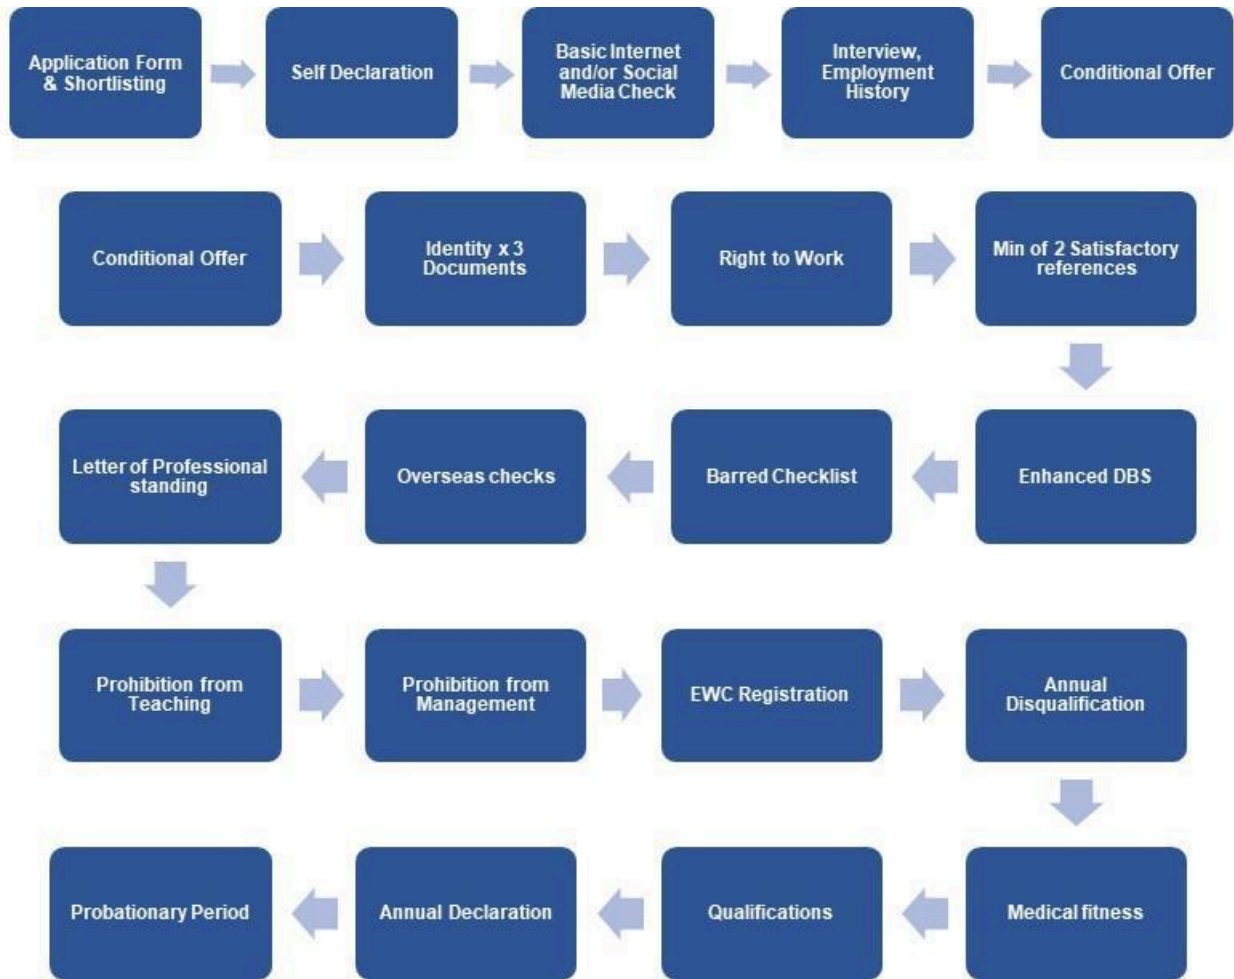 Application Form
& Shortlisting
Self Declaration
Basic Internet
and/or Social
Media Check
Interview,
Employment
History
Conditional Offer
Conditional Offer
Identity x 3
Documents
Right to Work
Min of 2 Satisfactory
references
Enhanced DBS
Barred Checklist
Overseas checks
Letter of Professional
standing
Prohibition from
Teaching
Prohibition from
Management
EWC Registration
Annual
Disqualification
Medical fitness
Qualifications
Annual Declaration
Probationary Period